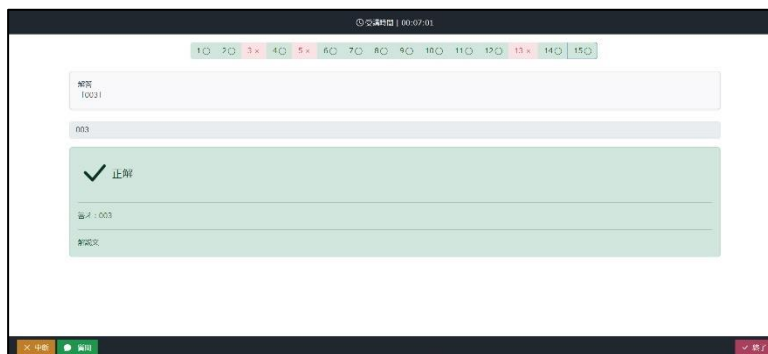 受講時間 | 00:07:01
1○ 2○ 3× 4○ 5× 6○ 7○ 8○ 9○ 10○ 11○ 12○ 13× 14○ 15○
解答
「003」
003
正解
答え:003
解説文
× 中断 質問 ✓ 終了